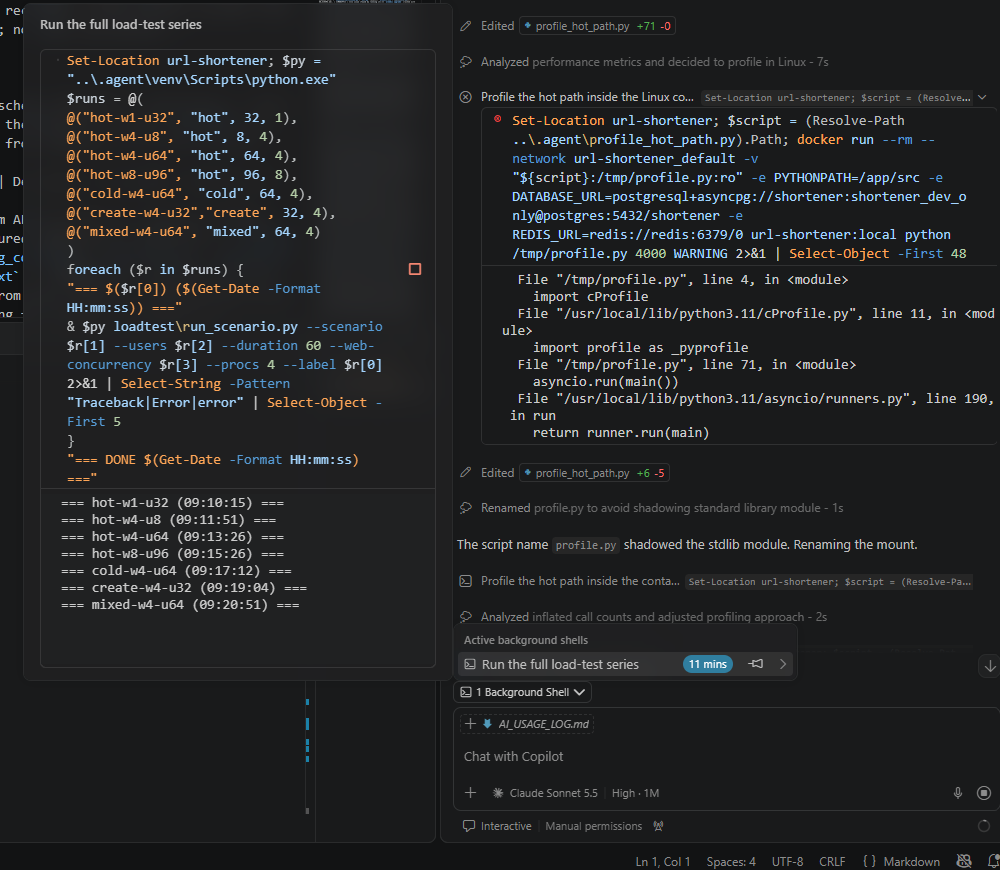 Run the full load-test series
Set-Location url-shortener; $py =
"..\.agent\venv\Scripts\python.exe"
$runs = @(
@("hot-w1-u32", "hot", 32, 1),
@("hot-w4-u8", "hot", 8, 4),
@("hot-w4-u64", "hot", 64, 4),
@("hot-w8-u96", "hot", 96, 8),
@("cold-w4-u64", "cold", 64, 4),
@("create-w4-u32","create", 32, 4),
@("mixed-w4-u64", "mixed", 64, 4)
)
foreach ($r in $runs) {
"=== $($r[0]) ($(Get-Date -Format
HH:mm:ss)) ==="
& $py loadtest\run_scenario.py --scenario
$r[1] --users $r[2] --duration 60 --web-
concurrency $r[3] --procs 4 --label $r[0]
2>&1 | Select-String -Pattern
"Traceback|Error|error" | Select-Object -
First 5
}
"=== DONE $(Get-Date -Format HH:mm:ss)
==="
=== hot-w1-u32 (09:10:15) ===
=== hot-w4-u8 (09:11:51) ===
=== hot-w4-u64 (09:13:26) ===
=== hot-w8-u96 (09:15:26) ===
=== cold-w4-u64 (09:17:12) ===
=== create-w4-u32 (09:19:04) ===
=== mixed-w4-u64 (09:20:51) ===
Edited profile_hot_path.py +71 -0
Analyzed performance metrics and decided to profile in Linux - 7s
Profile the hot path inside the Linux co... Set-Location url-shortener; $script = (Resolve...
Set-Location url-shortener; $script = (Resolve-Path
..\.agent\profile_hot_path.py).Path; docker run --rm --
network url-shortener_default -v
"${script}:/tmp/profile.py:ro" -e PYTHONPATH=/app/src -e
DATABASE_URL=postgresql+asyncpg://shortener:shortener_dev_o
nly@postgres:5432/shortener -e
REDIS_URL=redis://redis:6379/0 url-shortener:local python
/tmp/profile.py 4000 WARNING 2>&1 | Select-Object -First 48
File "/tmp/profile.py", line 4, in <module>
import cProfile
File "/usr/local/lib/python3.11/cProfile.py", line 11, in <mod
ule>
import profile as _pyprofile
File "/tmp/profile.py", line 71, in <module>
asyncio.run(main())
File "/usr/local/lib/python3.11/asyncio/runners.py", line 190,
in run
return runner.run(main)
Edited profile_hot_path.py +6 -5
Renamed profile.py to avoid shadowing standard library module - 1s
The script name profile.py shadowed the stdlib module. Renaming the mount.
Profile the hot path inside the conta... Set-Location url-shortener; $script = (Resolve-Pa...
Analyzed inflated call counts and adjusted profiling approach - 2s
Active background shells
Run the full load-test series 11 mins
1 Background Shell
AI_USAGE_LOG.md
Chat with Copilot
Claude Sonnet 5.5 High · 1M
Interactive Manual permissions
Ln 1, Col 1 Spaces: 4 UTF-8 CRLF { } Markdown